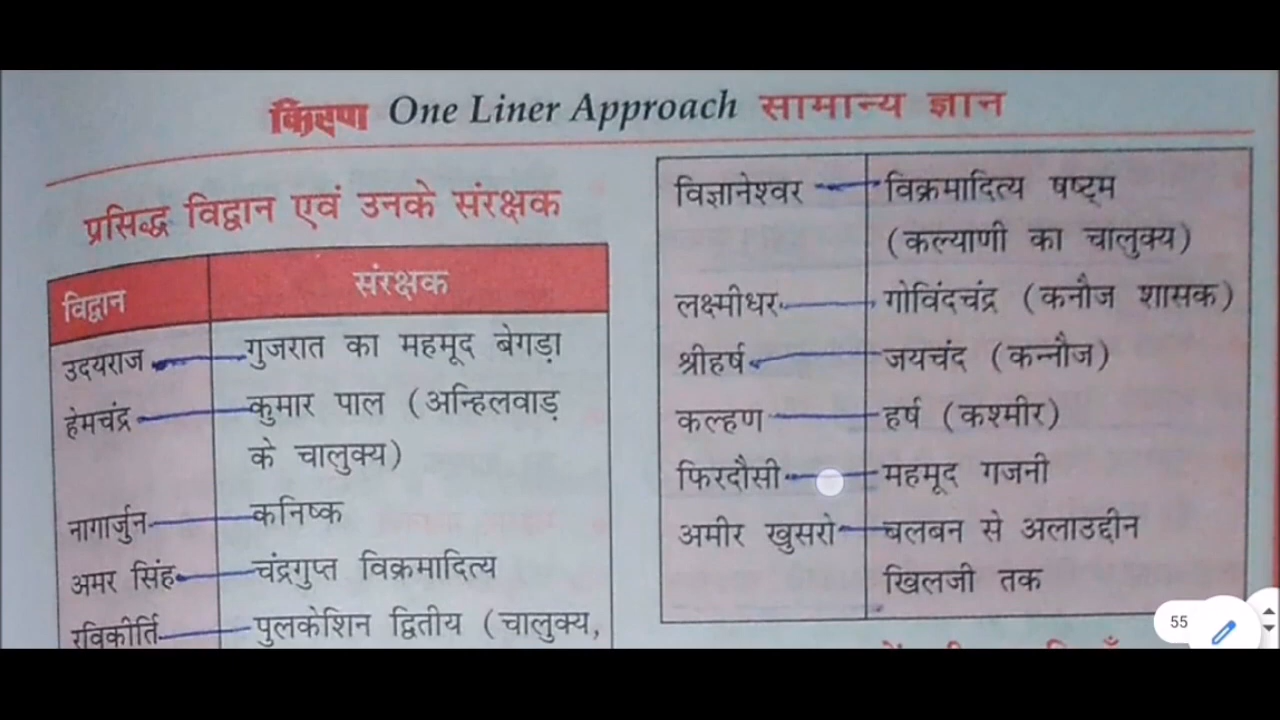 किरण One Liner Approach सामान्य ज्ञान
प्रसिद्ध विद्वान एवं उनके संरक्षक
विद्वान संरक्षक
उदयराज गुजरात का महमूद बेगड़ा
हेमचंद्र कुमार पाल (अन्हिलवाड़
के चालुक्य)
नागार्जुन कनिष्क
अमर सिंह चंद्रगुप्त विक्रमादित्य
रविकीर्ति पुलकेशिन द्वितीय (चालुक्य,
विज्ञानेश्वर विक्रमादित्य षष्ट्म
(कल्याणी का चालुक्य)
लक्ष्मीधर गोविंदचंद्र (कनौज शासक)
श्रीहर्ष जयचंद (कन्नौज)
कल्हण हर्ष (कश्मीर)
फिरदौसी महमूद गजनी
अमीर खुसरो बलबन से अलाउद्दीन
खिलजी तक
55